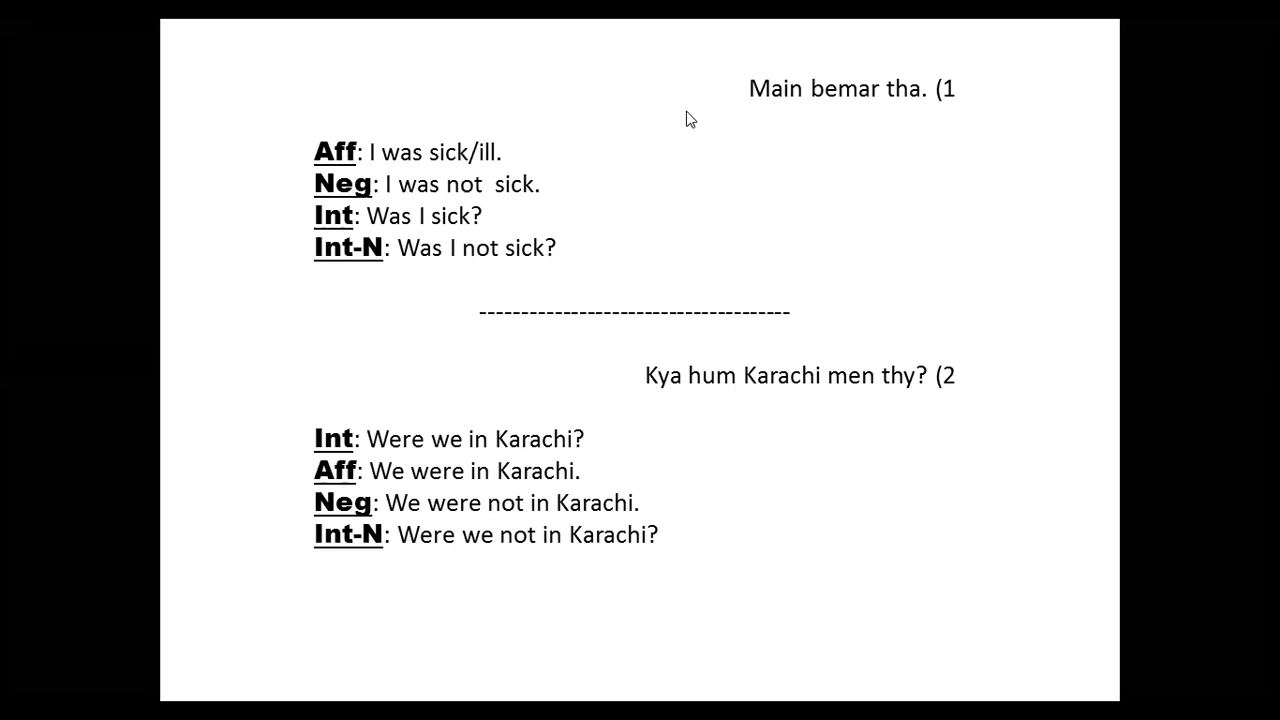 Main bemar tha. (1
Aff: I was sick/ill.
Neg: I was not  sick.
Int: Was I sick?
Int-N: Was I not sick?
-------------------------------------
Kya hum Karachi men thy? (2
Int: Were we in Karachi?
Aff: We were in Karachi.
Neg: We were not in Karachi.
Int-N: Were we not in Karachi?